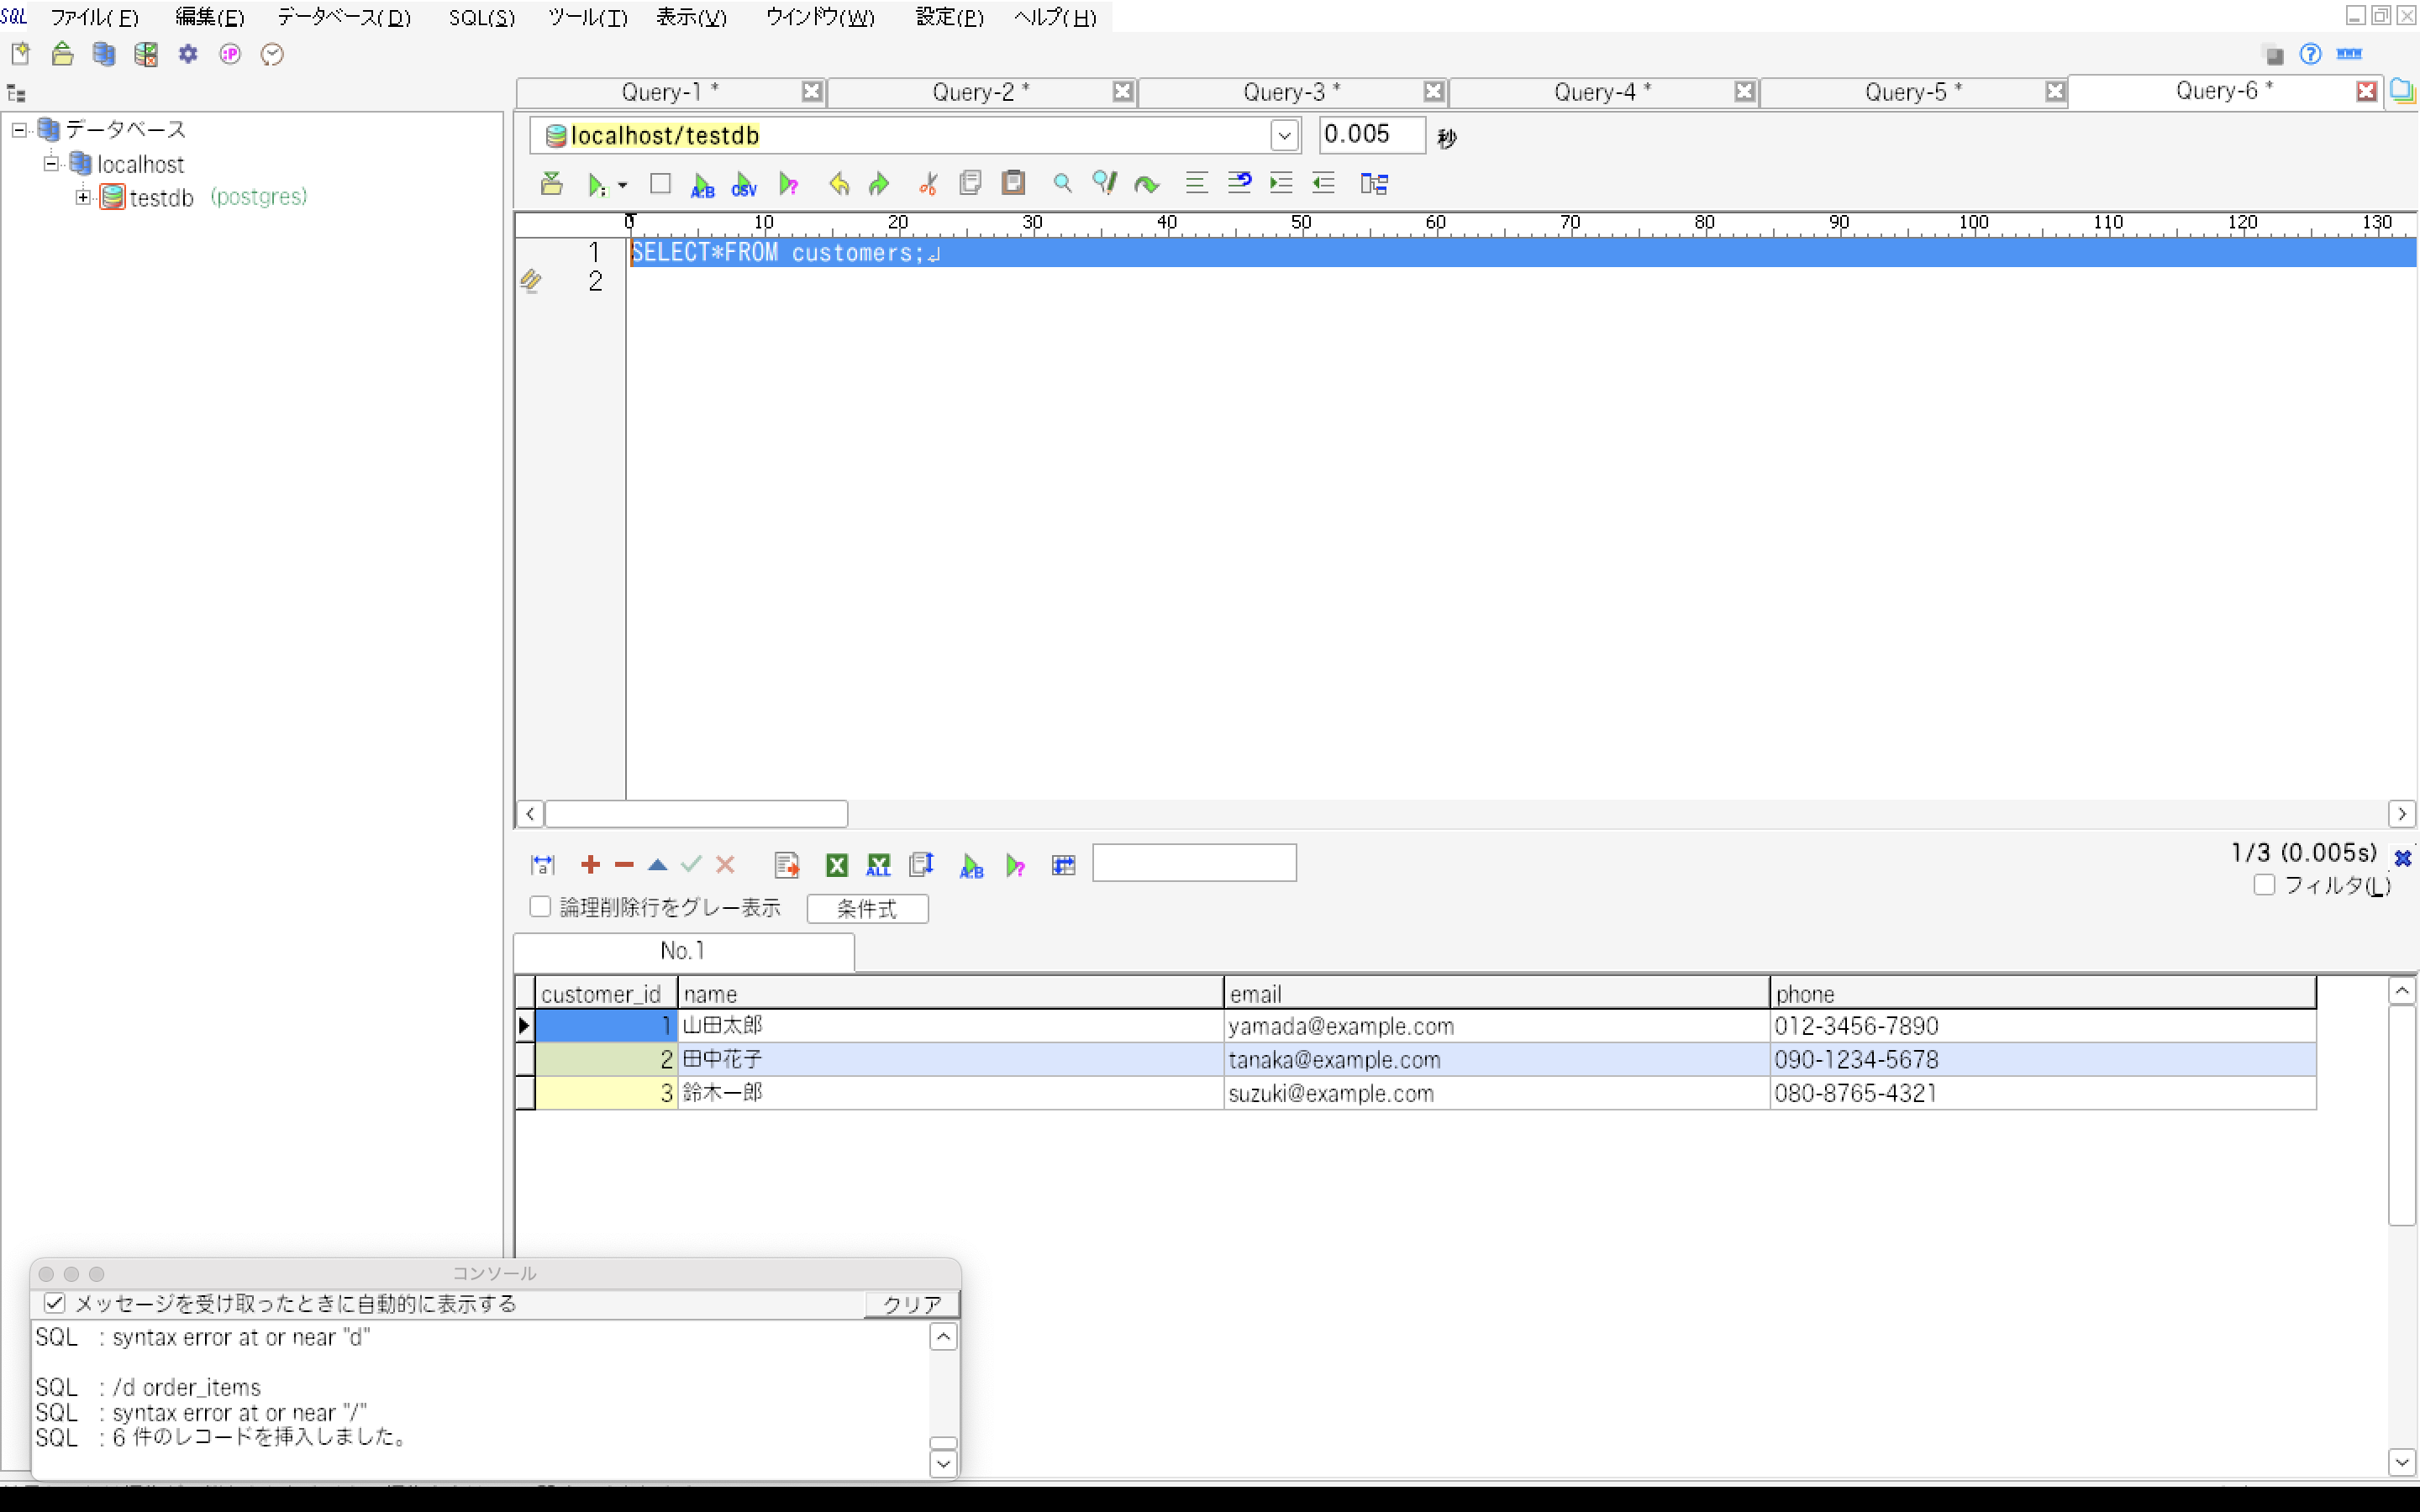 SQL ファイル(F) 編集(E) データベース(D) SQL(S) ツール(T) 表示(V) ウインドウ(W) 設定(P) ヘルプ(H)
Query-1 * Query-2 * Query-3 * Query-4 * Query-5 * Query-6 *
データベース
localhost
testdb (postgres)
localhost/testdb 0.005 秒
A:B CSV
0 10 20 30 40 50 60 70 80 90 100 110 120 130
1 SELECT*FROM customers;↲
2
ALL A:B 1/3 (0.005s)
フィルタ(L)
論理削除行をグレー表示 条件式
No.1
customer_id name email phone
1 山田太郎 yamada@example.com 012-3456-7890
2 田中花子 tanaka@example.com 090-1234-5678
3 鈴木一郎 suzuki@example.com 080-8765-4321
コンソール
メッセージを受け取ったときに自動的に表示する クリア
SQL : syntax error at or near "d"
SQL : /d order_items
SQL : syntax error at or near "/"
SQL : 6 件のレコードを挿入しました。